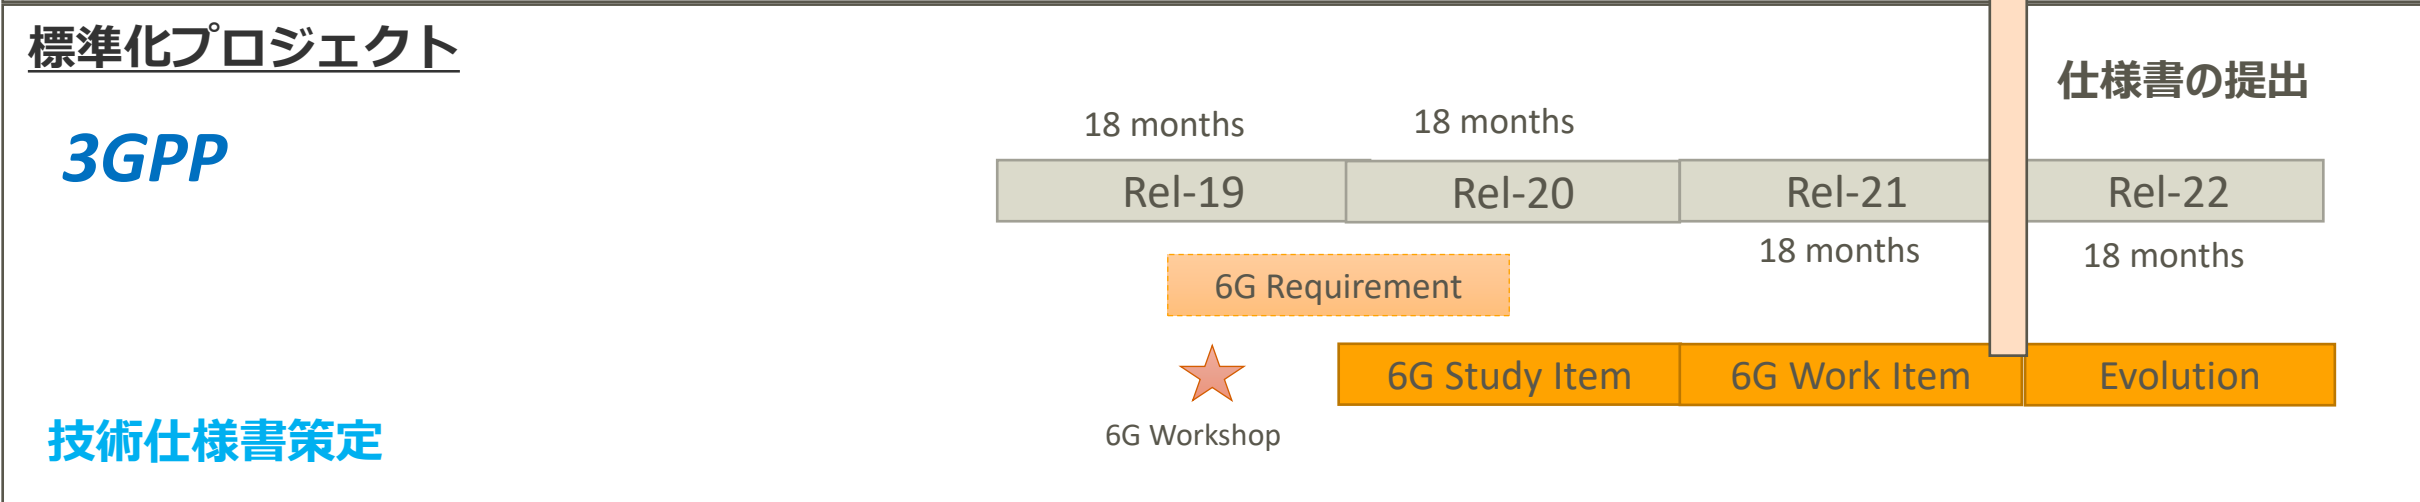 標準化プロジェクト
仕様書の提出
3GPP
18 months
18 months
Rel-19
Rel-20
Rel-21
Rel-22
18 months
18 months
6G Requirement
6G Study Item
6G Work Item
Evolution
6G Workshop
技術仕様書策定